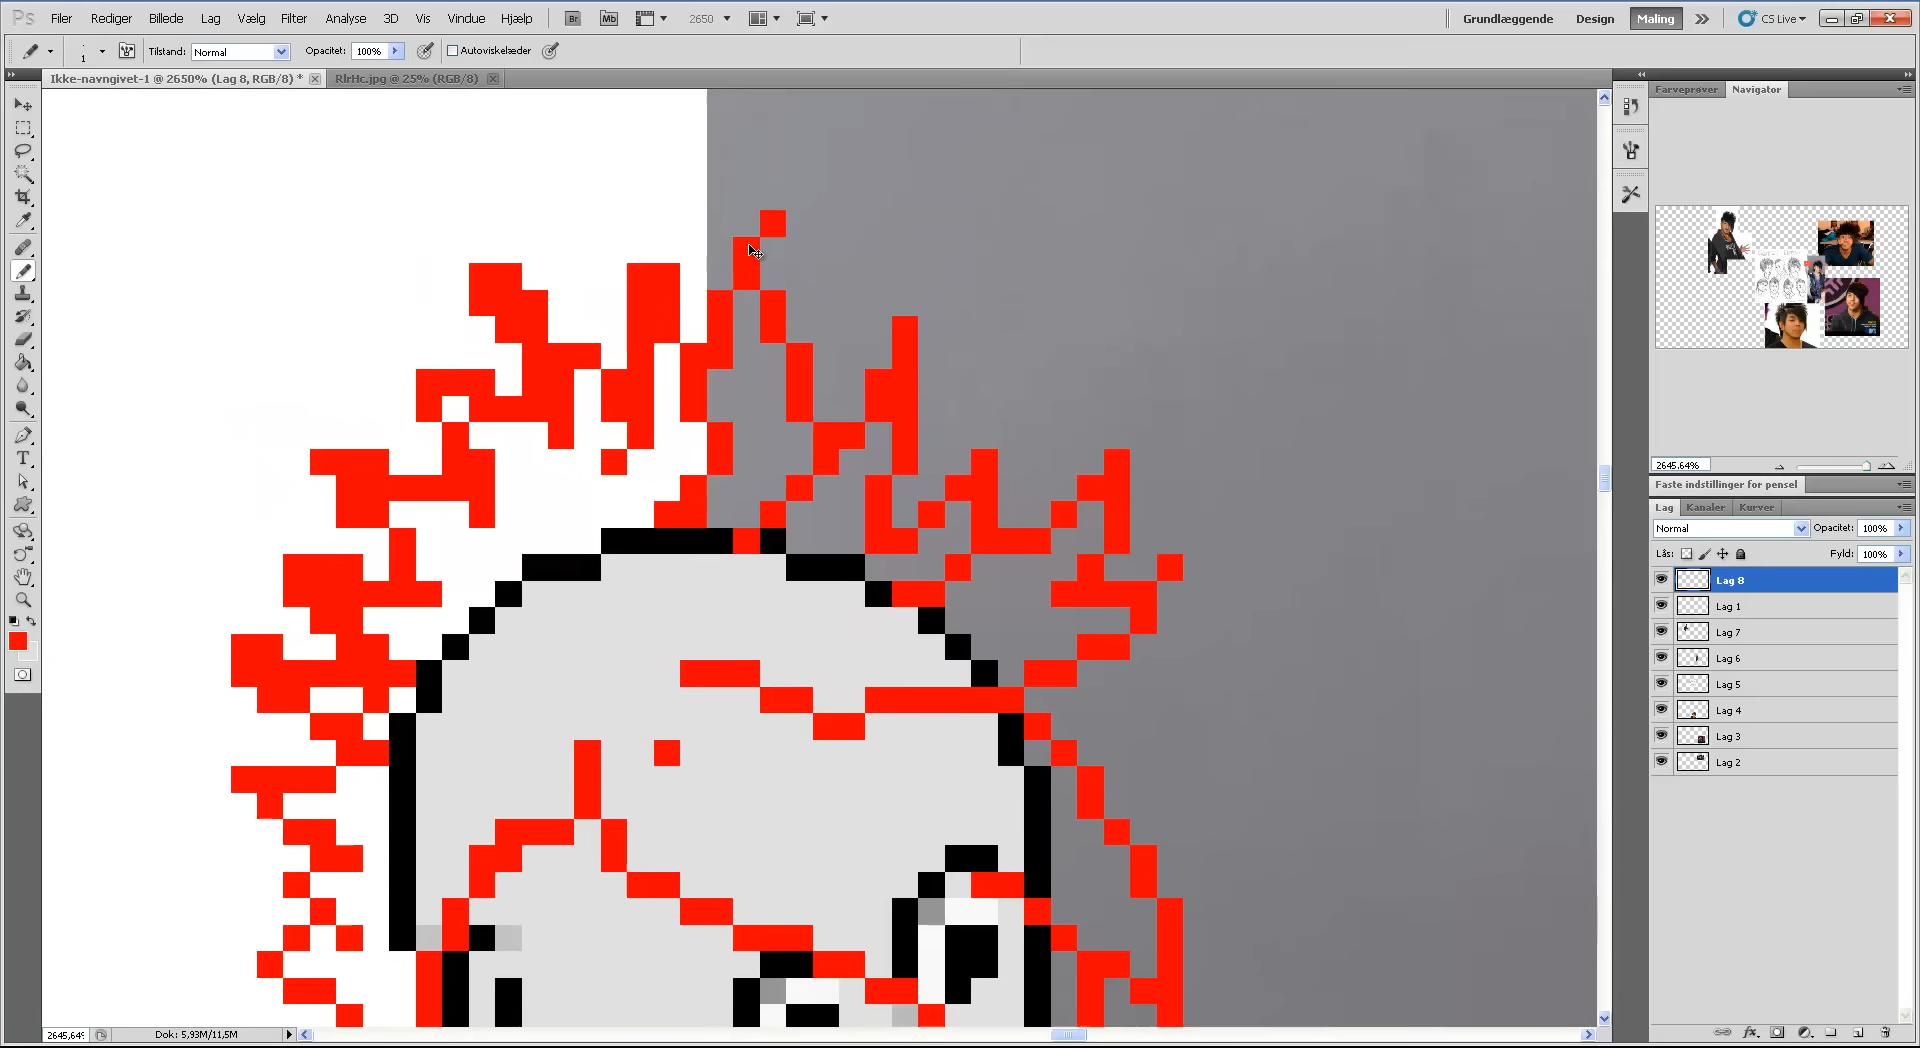 Ps Filer Rediger Billede Lag Vælg Filter Analyse 3D Vis Vindue Hjælp Br Mb 2650 Grundlæggende Design Maling CS Live
1 Tilstand: Normal Opacitet: 100% Autoviskelæder
Ikke-navngivet-1 @ 2650% (Lag 8, RGB/8) * RlrHc.jpg @ 25% (RGB/8)
Farveprøver Navigator
2645.64%
Faste indstillinger for pensel
Lag Kanaler Kurver
Normal Opacitet: 100%
Lås: Fyld: 100%
Lag 8
Lag 1
Lag 7
Lag 6
Lag 5
Lag 4
Lag 3
Lag 2
T
fx
2645,64% Dok: 5,93M/11,5M